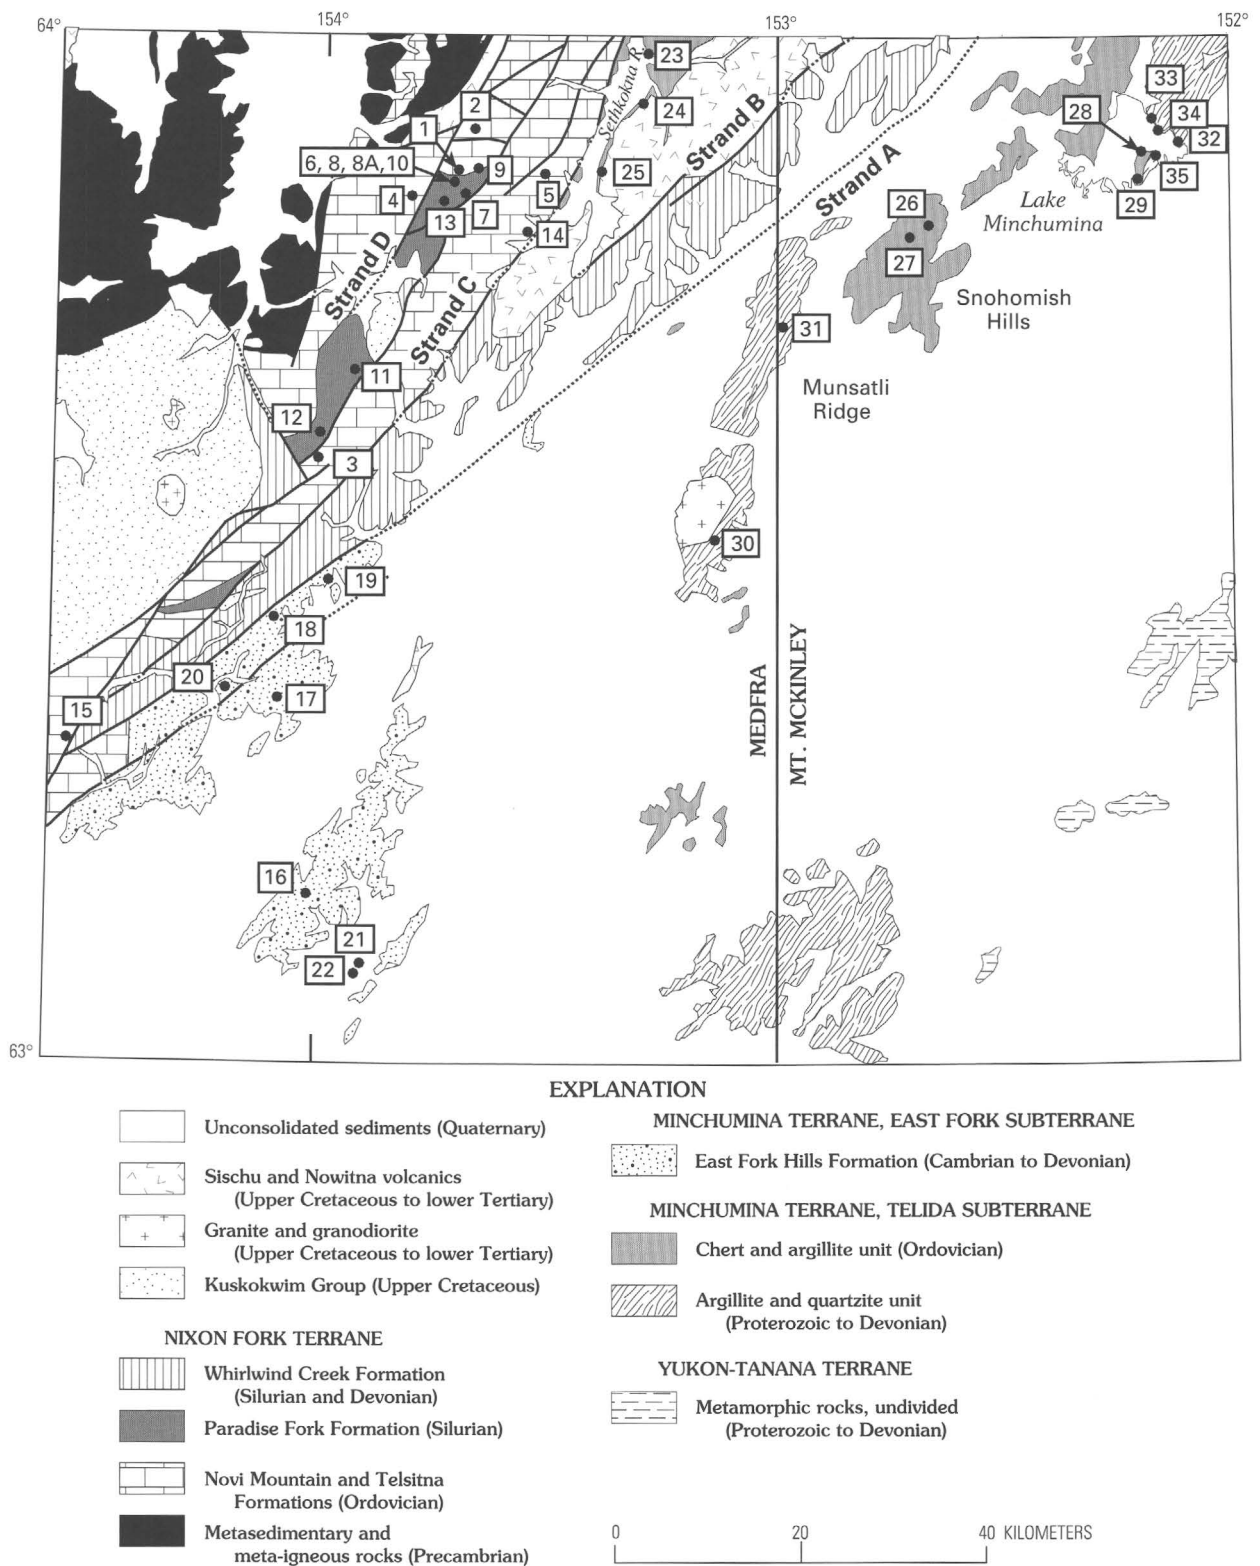 64°
154°
153°
152°
23
33
2
Sethkokna R.
28
34
1
24
Strand B
32
6, 8, 8A, 10
9
25
Strand A
35
4
5
26
Lake
Minchumina
29
13
7
14
27
Strand D
Strand C
Snohomish
Hills
31
11
Munsatli
Ridge
12
3
30
19
18
20
17
15
MEDFRA
MT. MCKINLEY
16
21
22
63°
EXPLANATION
Unconsolidated sediments (Quaternary)
Sischu and Nowitna volcanics
(Upper Cretaceous to lower Tertiary)
Granite and granodiorite
(Upper Cretaceous to lower Tertiary)
Kuskokwim Group (Upper Cretaceous)
NIXON FORK TERRANE
Whirlwind Creek Formation
(Silurian and Devonian)
Paradise Fork Formation (Silurian)
Novi Mountain and Telsitna
Formations (Ordovician)
Metasedimentary and
meta-igneous rocks (Precambrian)
MINCHUMINA TERRANE, EAST FORK SUBTERRANE
East Fork Hills Formation (Cambrian to Devonian)
MINCHUMINA TERRANE, TELIDA SUBTERRANE
Chert and argillite unit (Ordovician)
Argillite and quartzite unit
(Proterozoic to Devonian)
YUKON-TANANA TERRANE
Metamorphic rocks, undivided
(Proterozoic to Devonian)
0 20 40 KILOMETERS